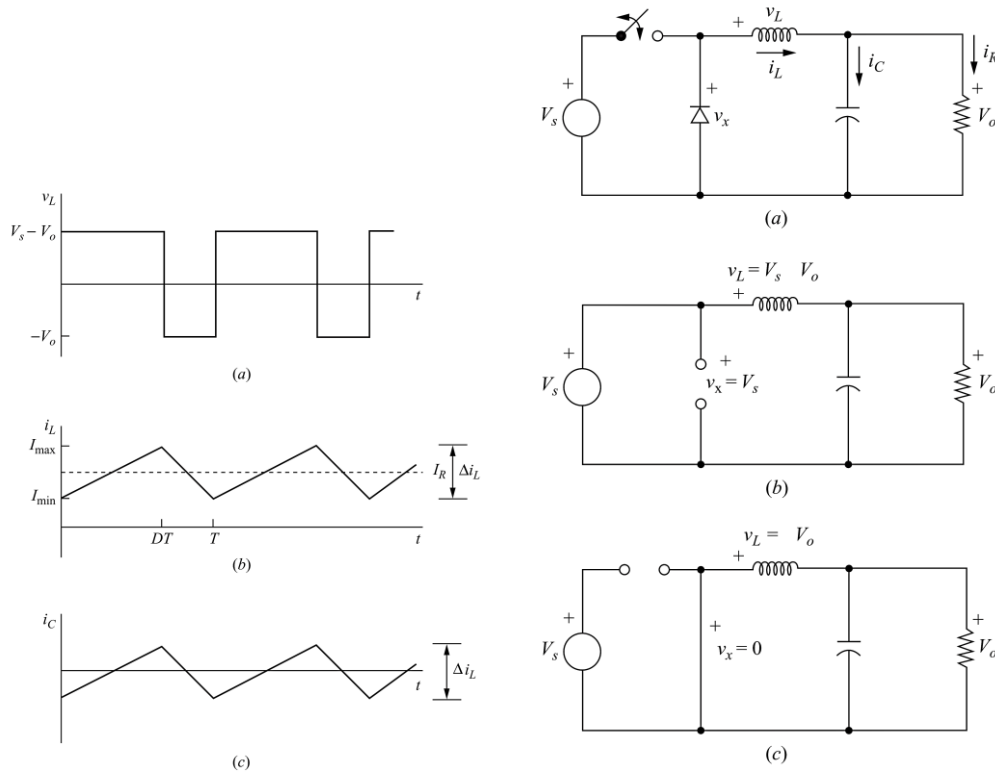 v_L
V_s − V_o
t
−V_o
(a)
i_L
I_max
I_R Δi_L
I_min
DT T t
(b)
i_C
Δi_L
t
(c)
+ v_L
i_L i_C i_R
+ + +
V_s v_x V_o
(a)
v_L = V_s V_o
+
+ + +
V_s v_x = V_s V_o
(b)
v_L = V_o
+
+ + +
V_s v_x = 0 V_o
(c)